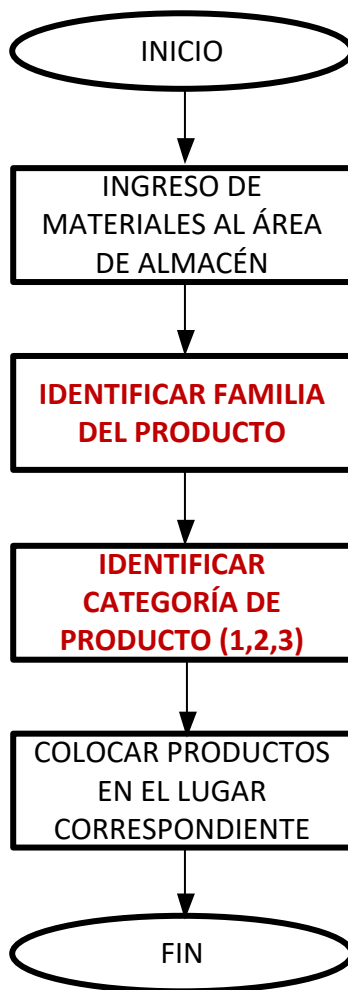 INICIO
INGRESO DE
MATERIALES AL ÁREA
DE ALMACÉN
IDENTIFICAR FAMILIA
DEL PRODUCTO
IDENTIFICAR
CATEGORÍA DE
PRODUCTO (1,2,3)
COLOCAR PRODUCTOS
EN EL LUGAR
CORRESPONDIENTE
FIN